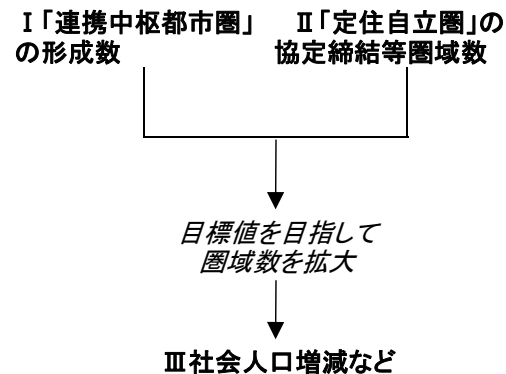 Ⅰ「連携中枢都市圏」
の形成数
Ⅱ「定住自立圏」の
協定締結等圏域数
目標値を目指して
圏域数を拡大
Ⅲ社会人口増減など